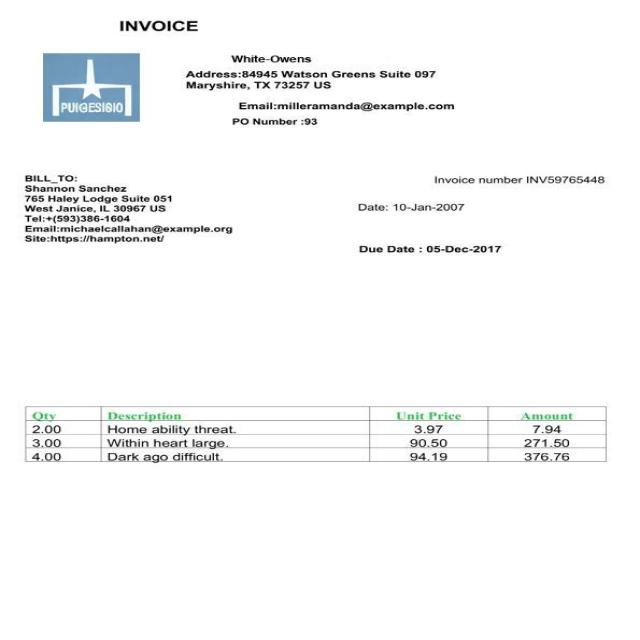 INVOICE
White-Owens
Address:84945 Watson Greens Suite 097
Maryshire, TX 73257 US
Email:milleramanda@example.com
PO Number :93
PUIGESIGIO
BILL_TO:
Shannon Sanchez
765 Haley Lodge Suite 051
West Janice, IL 30967 US
Tel:+(593)386-1604
Email:michaelcallahan@example.org
Site:https://hampton.net/
Invoice number INV59765448
Date: 10-Jan-2007
Due Date : 05-Dec-2017
Qty Description Unit Price Amount
2.00 Home ability threat. 3.97 7.94
3.00 Within heart large. 90.50 271.50
4.00 Dark ago difficult. 94.19 376.76